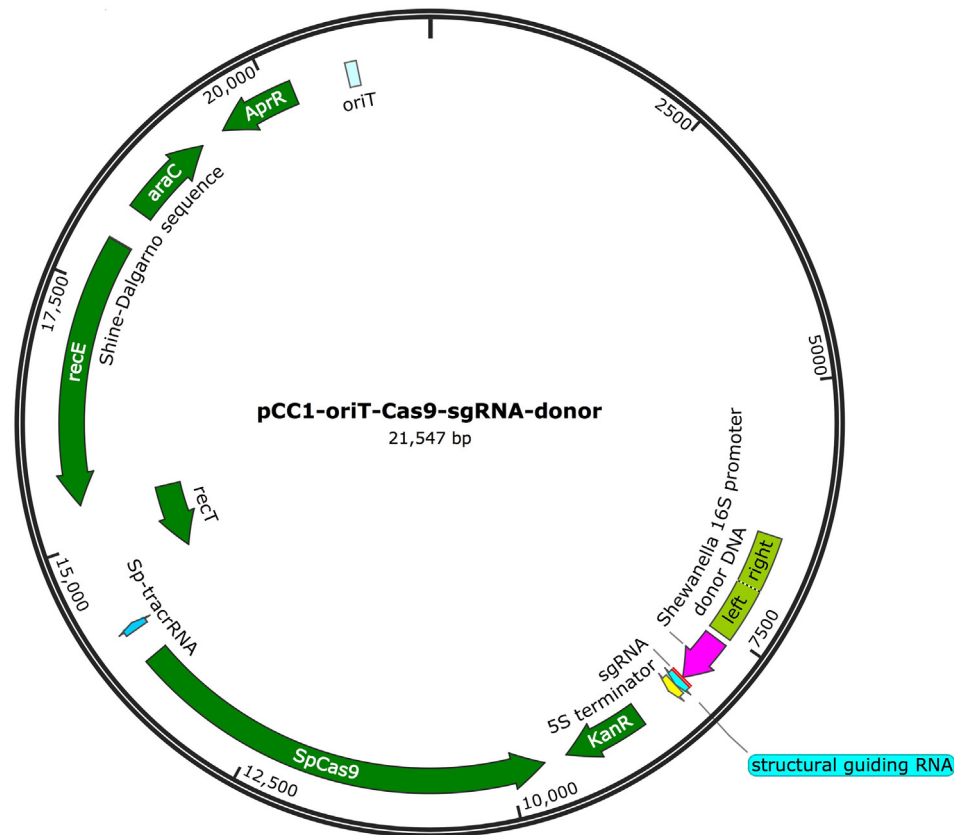 20,000
AprR
oriT
2500
araC
Shine-Dalgarno sequence
17,500
recE
5000
pCC1-oriT-Cas9-sgRNA-donor
21,547 bp
recT
Shewanella 16S promoter
donor DNA
right
left
15,000
Sp-tracrRNA
7500
sgRNA
5S terminator
KanR
SpCas9
structural guiding RNA
12,500
10,000